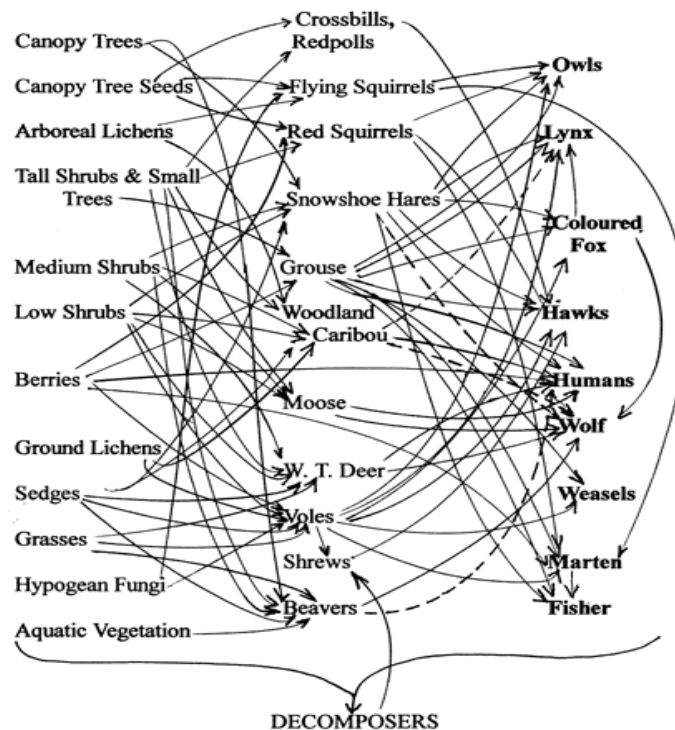 Canopy Trees
Canopy Tree Seeds
Arboreal Lichens
Tall Shrubs & Small
Trees
Medium Shrubs
Low Shrubs
Berries
Ground Lichens
Sedges
Grasses
Hypogean Fungi
Aquatic Vegetation
Crossbills,
Redpolls
Flying Squirrels
Red Squirrels
Snowshoe Hares
Grouse
Woodland
Caribou
Moose
W. T. Deer
Voles
Shrews
Beavers
Owls
Lynx
Coloured
Fox
Hawks
Humans
Wolf
Weasels
Marten
Fisher
DECOMPOSERS